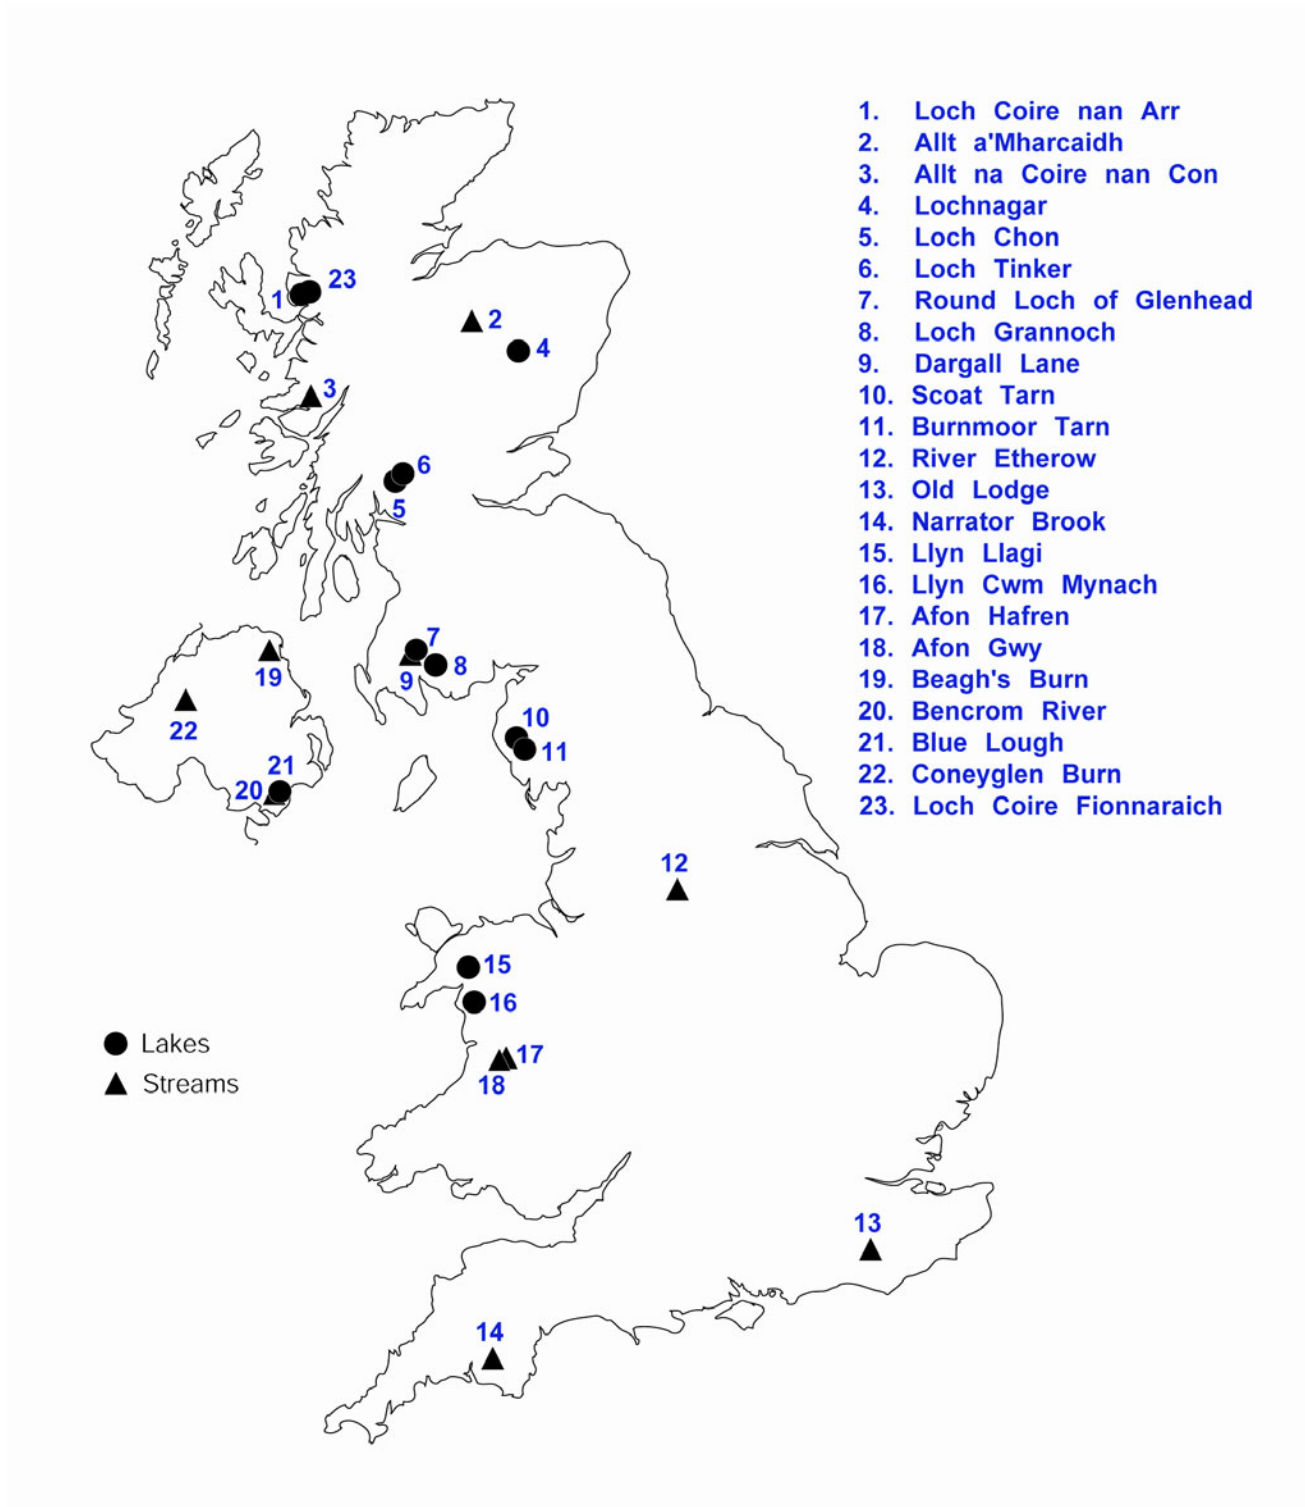 1. Loch Coire nan Arr
2. Allt a'Mharcaidh
3. Allt na Coire nan Con
4. Lochnagar
5. Loch Chon
6. Loch Tinker
7. Round Loch of Glenhead
8. Loch Grannoch
9. Dargall Lane
10. Scoat Tarn
11. Burnmoor Tarn
12. River Etherow
13. Old Lodge
14. Narrator Brook
15. Llyn Llagi
16. Llyn Cwm Mynach
17. Afon Hafren
18. Afon Gwy
19. Beagh's Burn
20. Bencrom River
21. Blue Lough
22. Coneyglen Burn
23. Loch Coire Fionnaraich
23
1
2
4
3
6
5
7
8
9
19
22
10
11
21
20
12
15
16
17
18
13
14
Lakes
Streams